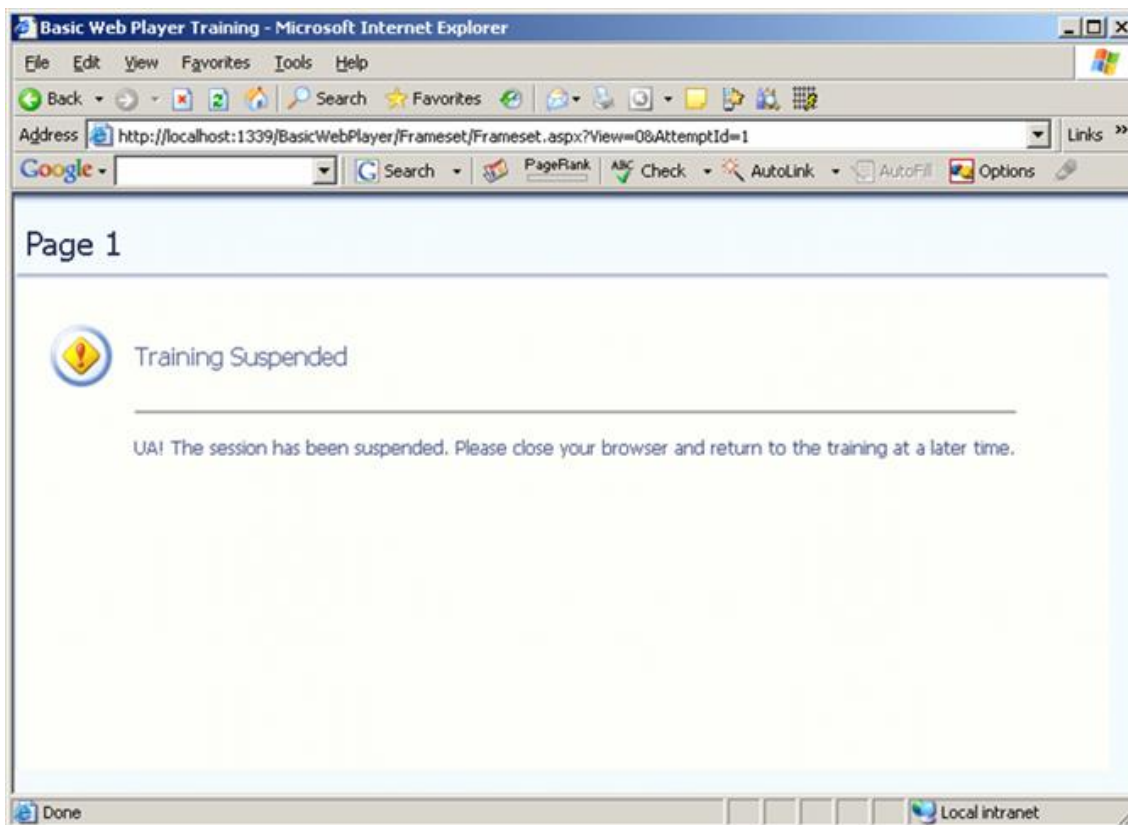 Basic Web Player Training - Microsoft Internet Explorer
File Edit View Favorites Tools Help
Back Search Favorites
Address http://localhost:1339/BasicWebPlayer/Frameset/Frameset.aspx?View=0&AttemptId=1 Links »
Google Search PageRank ABC Check AutoLink AutoFill Options
Page 1
Training Suspended
UA! The session has been suspended. Please close your browser and return to the training at a later time.
Done Local intranet